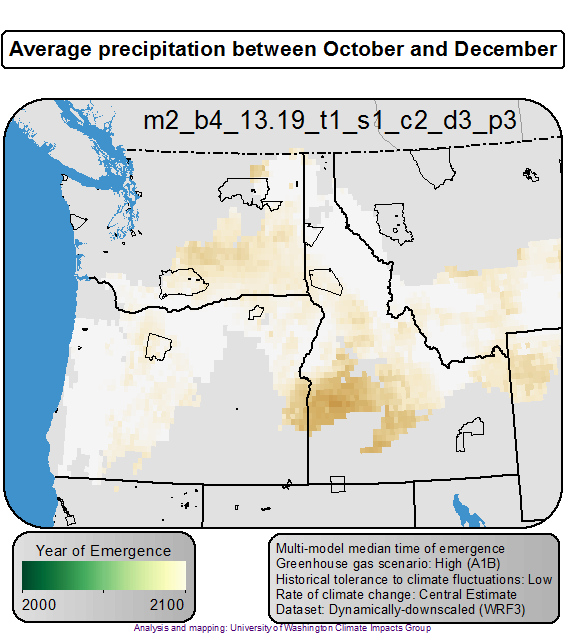 Average precipitation between October and December
m2_b4_13.19_t1_s1_c2_d3_p3
Year of Emergence
2000 2100
Multi-model median time of emergence
Greenhouse gas scenario: High (A1B)
Historical tolerance to climate fluctuations: Low
Rate of climate change: Central Estimate
Dataset: Dynamically-downscaled (WRF3)
Analysis and mapping: University of Washington Climate Impacts Group